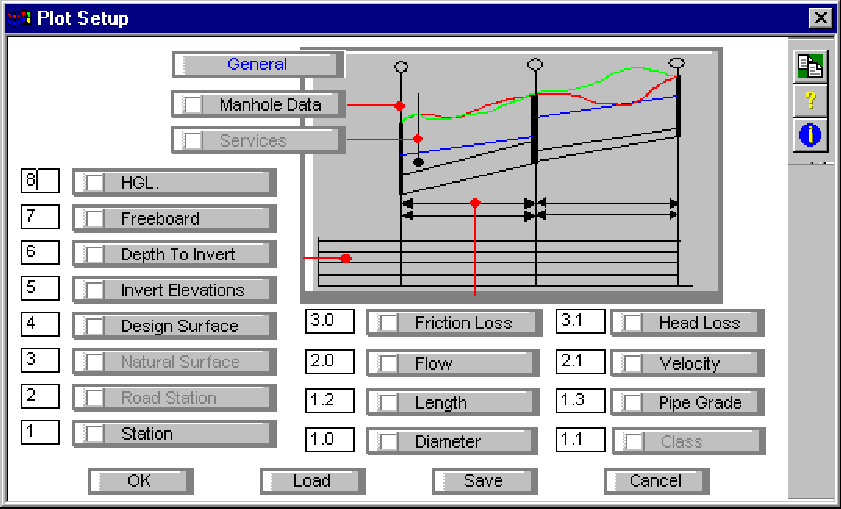 Plot Setup
General
Manhole Data
Services
8 HGL.
7 Freeboard
6 Depth To Invert
5 Invert Elevations
4 Design Surface
3 Natural Surface
2 Road Station
1 Station
3.0 Friction Loss 3.1 Head Loss
2.0 Flow 2.1 Velocity
1.2 Length 1.3 Pipe Grade
1.0 Diameter 1.1 Class
OK Load Save Cancel